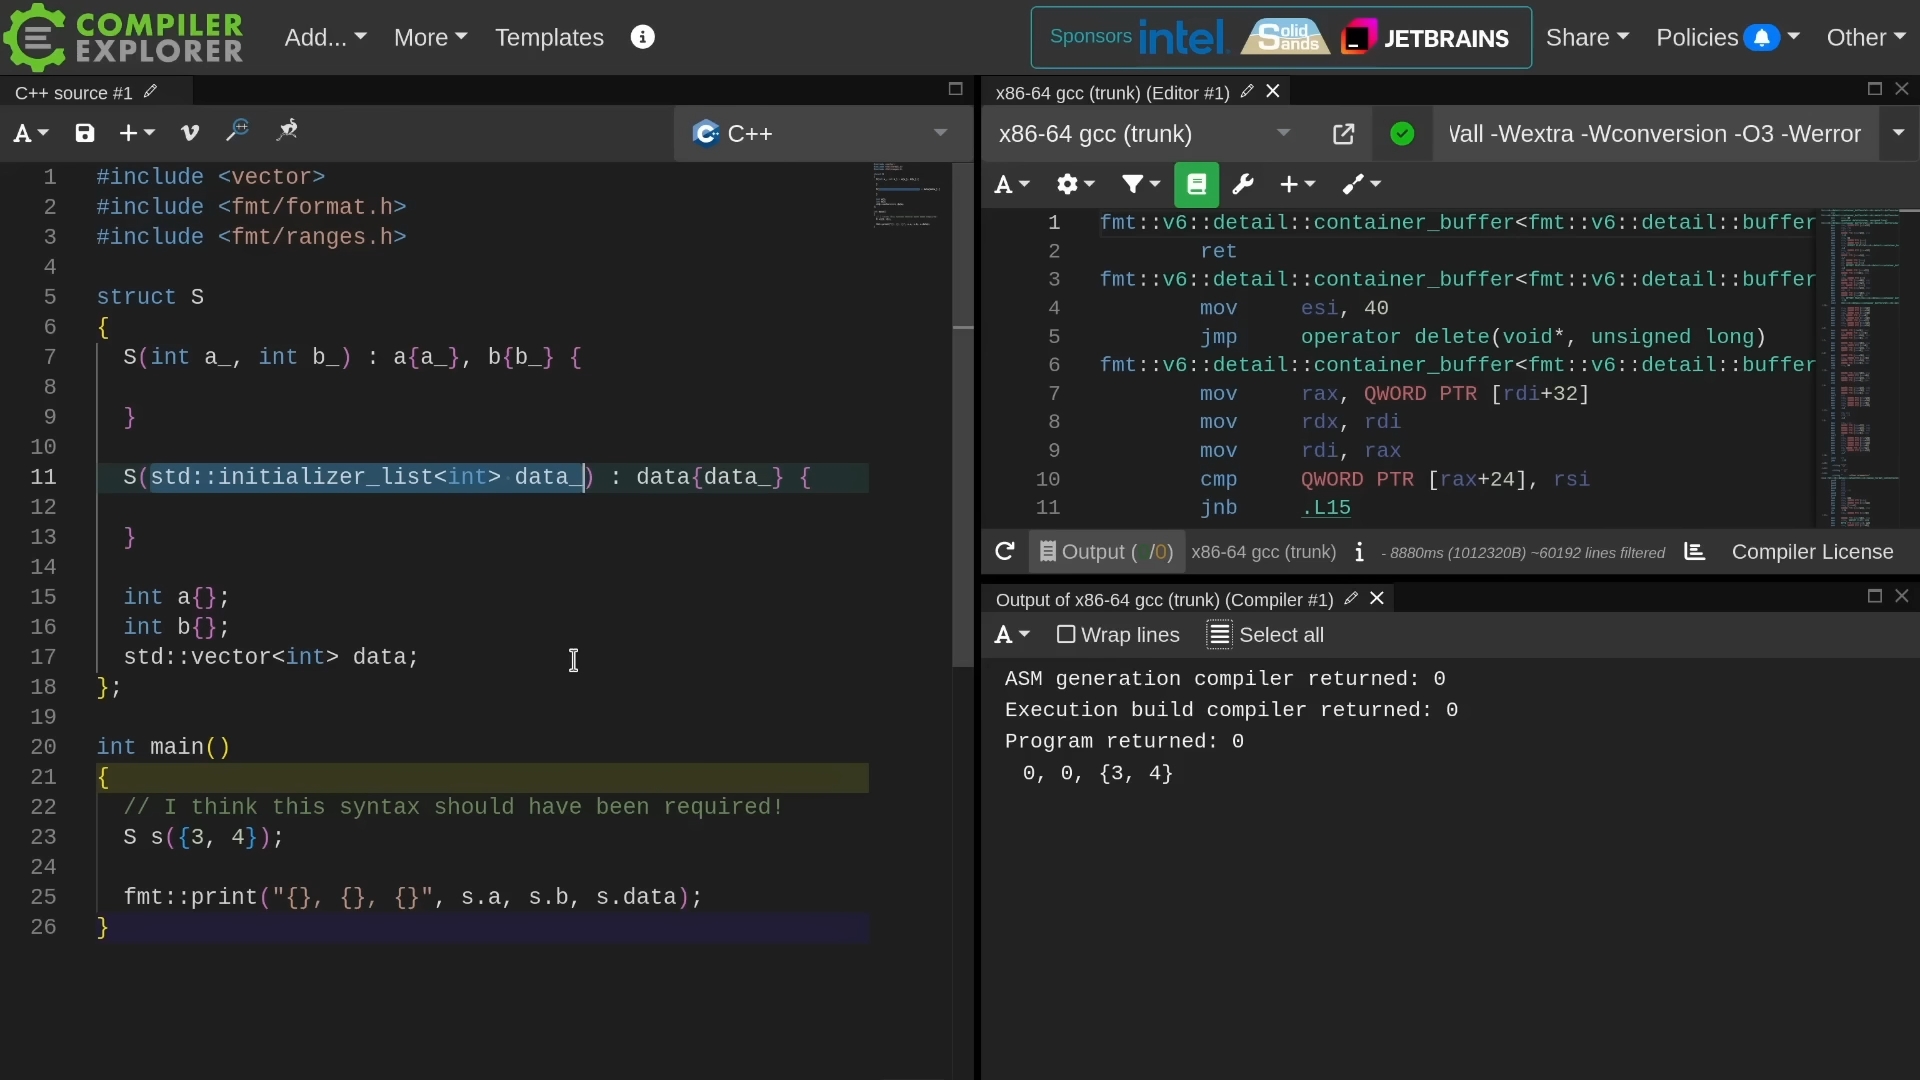 COMPILER EXPLORER
Add... More Templates
Sponsors intel. Solid Sands JETBRAINS Share Policies Other
C++ source #1
A C++
1 #include <vector>
2 #include <fmt/format.h>
3 #include <fmt/ranges.h>
4
5 struct S
6 {
7 S(int a_, int b_) : a{a_}, b{b_} {
8
9 }
10
11 S(std::initializer_list<int> data_) : data{data_} {
12
13 }
14
15 int a{};
16 int b{};
17 std::vector<int> data;
18 };
19
20 int main()
21 {
22 // I think this syntax should have been required!
23 S s({3, 4});
24
25 fmt::print("{}, {}, {}", s.a, s.b, s.data);
26 }
x86-64 gcc (trunk) (Editor #1)
x86-64 gcc (trunk) Wall -Wextra -Wconversion -O3 -Werror
A
1 fmt::v6::detail::container_buffer<fmt::v6::detail::buffer
2 ret
3 fmt::v6::detail::container_buffer<fmt::v6::detail::buffer
4 mov esi, 40
5 jmp operator delete(void*, unsigned long)
6 fmt::v6::detail::container_buffer<fmt::v6::detail::buffer
7 mov rax, QWORD PTR [rdi+32]
8 mov rdx, rdi
9 mov rdi, rax
10 cmp QWORD PTR [rax+24], rsi
11 jnb .L15
Output ( /0) x86-64 gcc (trunk) i - 8880ms (1012320B) ~60192 lines filtered Compiler License
Output of x86-64 gcc (trunk) (Compiler #1)
A Wrap lines Select all
ASM generation compiler returned: 0
Execution build compiler returned: 0
Program returned: 0
0, 0, {3, 4}